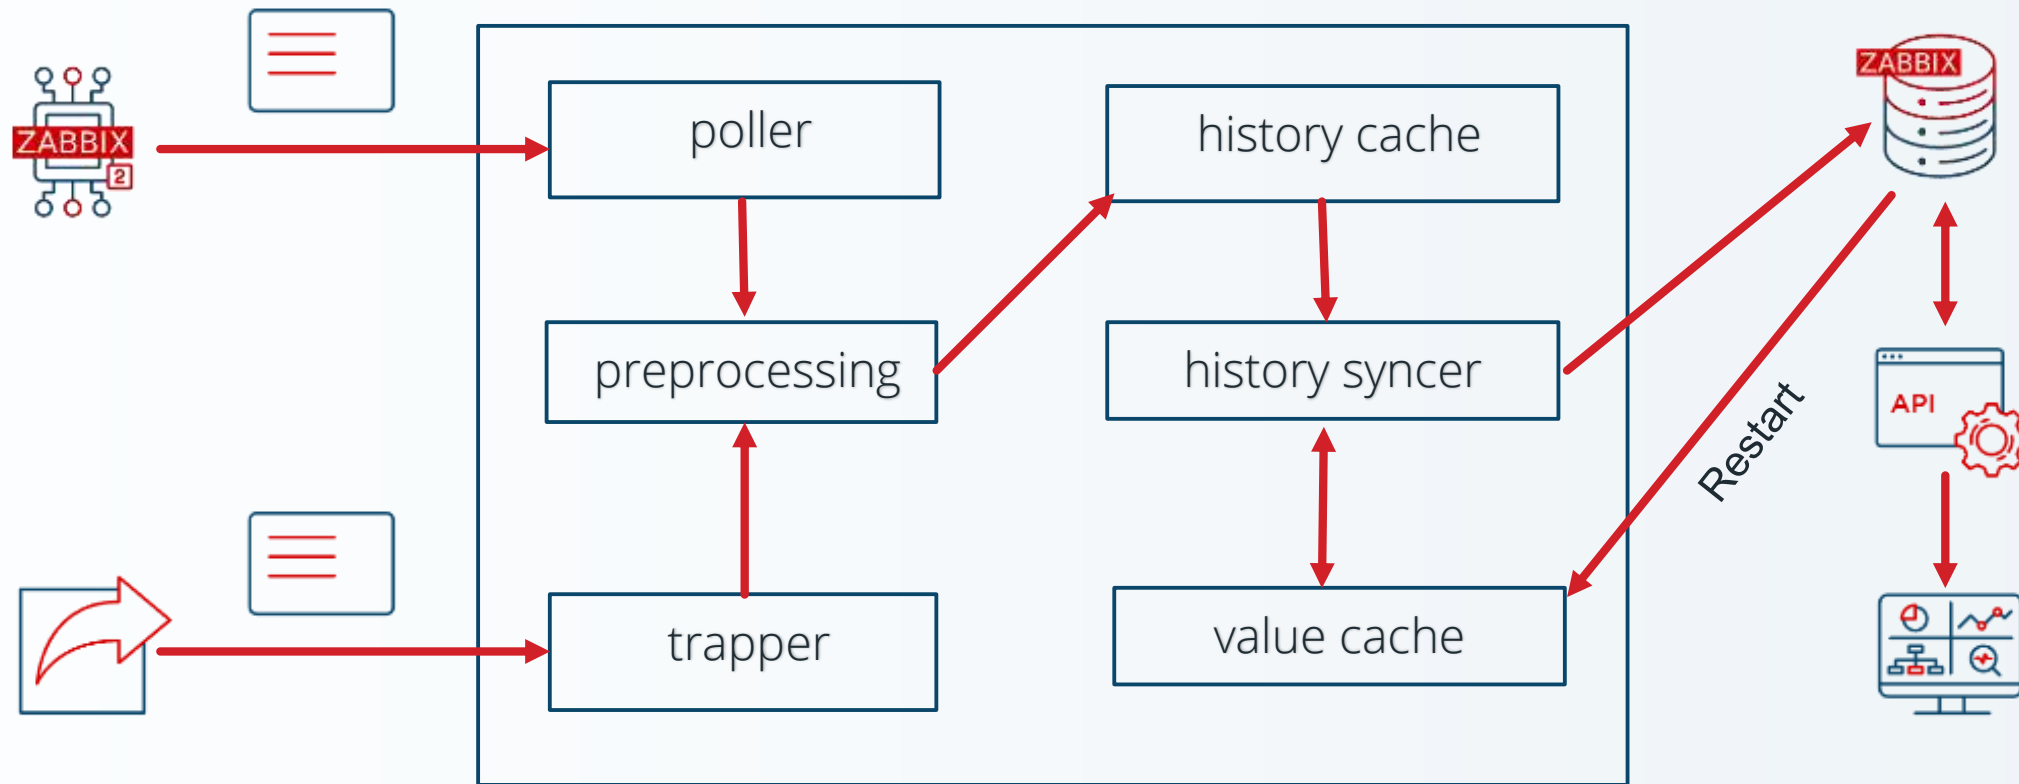 ZABBIX
2
poller
preprocessing
trapper
history cache
history syncer
value cache
Restart
ZABBIX
API